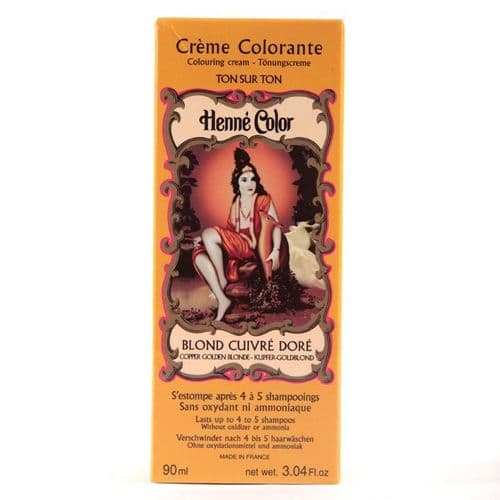 Crème Colorante
Colouring cream - Tönungscreme
TON SUR TON
Henné Color
BLOND CUIVRÉ DORÉ
COPPER GOLDEN BLONDE - KUPFER-GOLDBLOND
S'estompe après 4 à 5 shampooings
Sans oxydant ni ammoniaque
Lasts up to 4 to 5 shampoos
Without oxidizer or ammonia
Verschwindet nach 4 bis 5 haarwäschen
Ohne oxydationsmittel und ammoniak
MADE IN FRANCE
90ml net wet. 3.04 Fl.oz